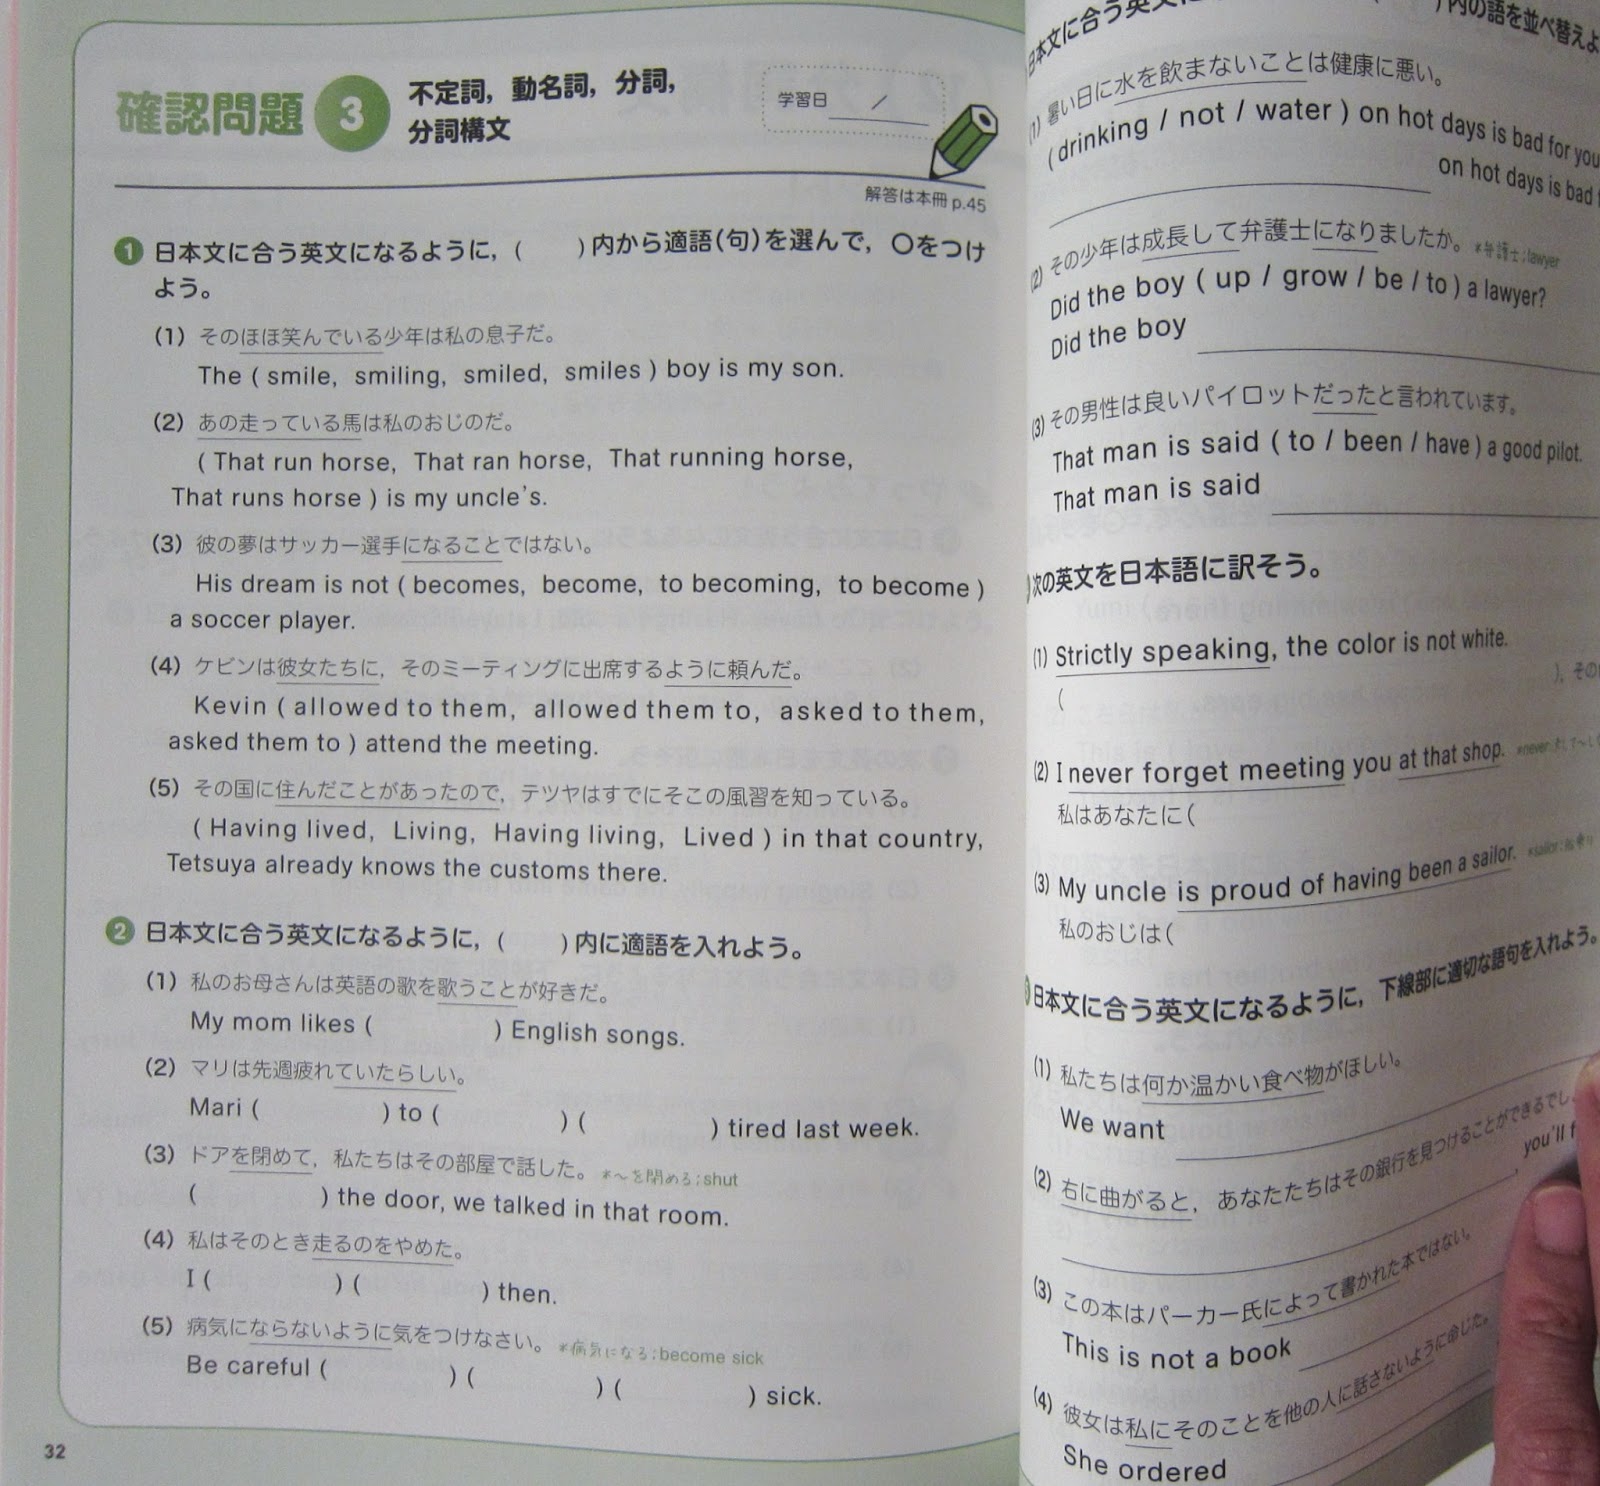 確認問題 3
不定詞，動名詞，分詞，
分詞構文
学習日 /
解答は本冊 p.45
1 日本文に合う英文になるように，（ ）内から適語（句）を選んで，〇をつけ
よう。
(1) そのほほ笑んでいる少年は私の息子だ。
The ( smile, smiling, smiled, smiles ) boy is my son.
(2) あの走っている馬は私のおじのだ。
( That run horse, That ran horse, That running horse,
That runs horse ) is my uncle's.
(3) 彼の夢はサッカー選手になることではない。
His dream is not ( becomes, become, to becoming, to become )
a soccer player.
(4) ケビンは彼女たちに，そのミーティングに出席するように頼んだ。
Kevin ( allowed to them, allowed them to, asked to them,
asked them to ) attend the meeting.
(5) その国に住んだことがあったので，テツヤはすでにそこの風習を知っている。
( Having lived, Living, Having living, Lived ) in that country,
Tetsuya already knows the customs there.
2 日本文に合う英文になるように，（ ）内に適語を入れよう。
(1) 私のお母さんは英語の歌を歌うことが好きだ。
My mom likes ( ) English songs.
(2) マリは先週疲れていたらしい。
Mari ( ) to ( ) ( ) tired last week.
(3) ドアを閉めて，私たちはその部屋で話した。 *〜を閉める；shut
( ) the door, we talked in that room.
(4) 私はそのとき走るのをやめた。
I ( ) ( ) then.
(5) 病気にならないように気をつけなさい。 *病気になる；become sick
Be careful ( ) ( ) ( ) sick.
32
日本文に合う英文に ( ) 内の語を並べ替えよ
(1) 暑い日に水を飲まないことは健康に悪い。
( drinking / not / water ) on hot days is bad for you
on hot days is bad
(2) その少年は成長して弁護士になりましたか。 *弁護士；lawyer
Did the boy ( up / grow / be / to ) a lawyer?
Did the boy
(3) その男性は良いパイロットだったと言われています。
That man is said ( to / been / have ) a good pilot.
That man is said
次の英文を日本語に訳そう。
(1) Strictly speaking, the color is not white.
( )，その
(2) I never forget meeting you at that shop. *never
私はあなたに (
(3) My uncle is proud of having been a sailor. *sailor；船乗り
私のおじは (
日本文に合う英文になるように，下線部に適切な語句を入れよう。
(1) 私たちは何か温かい食べ物がほしい。
We want
(2) 右に曲がると，あなたたちはその銀行を見つけることができるでし
, you'll f
(3) この本はパーカー氏によって書かれた本ではない。
This is not a book
(4) 彼女は私にそのことを他の人に話さないように命じた。
She ordered